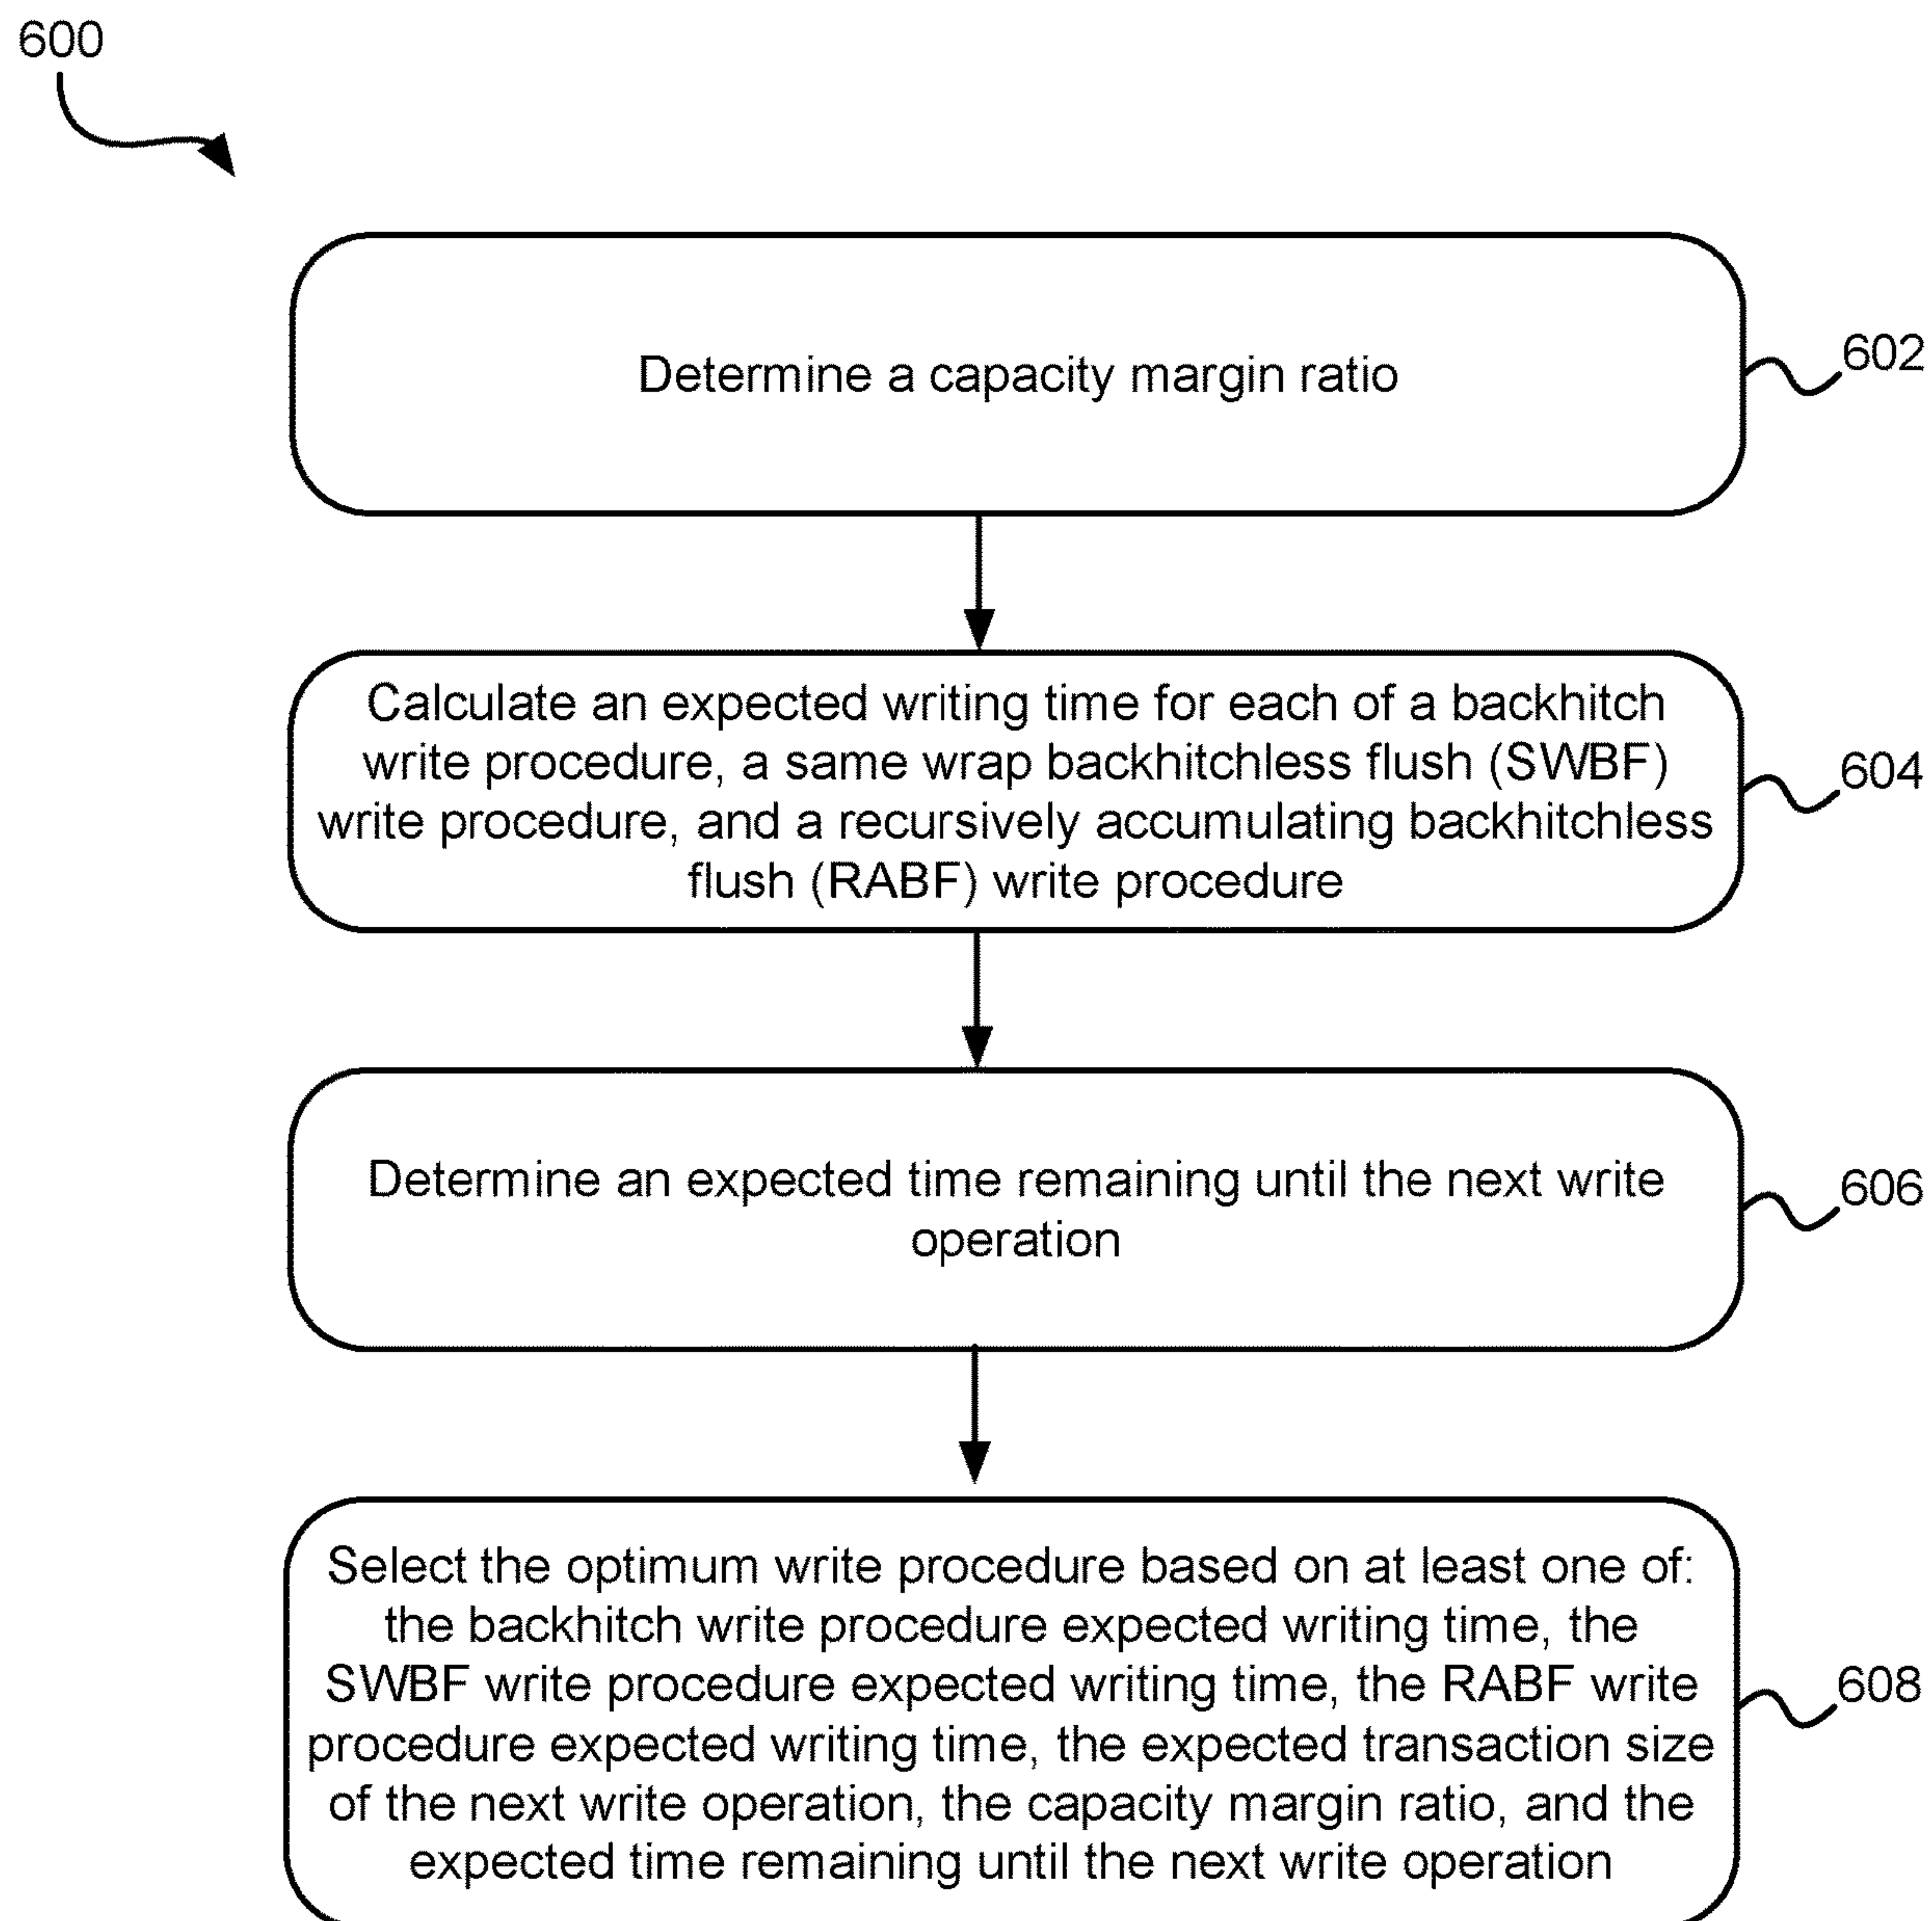 600
Determine a capacity margin ratio
602
Calculate an expected writing time for each of a backhitch
write procedure, a same wrap backhitchless flush (SWBF)
write procedure, and a recursively accumulating backhitchless
flush (RABF) write procedure
604
Determine an expected time remaining until the next write
operation
606
Select the optimum write procedure based on at least one of:
the backhitch write procedure expected writing time, the
SWBF write procedure expected writing time, the RABF write
procedure expected writing time, the expected transaction size
of the next write operation, the capacity margin ratio, and the
expected time remaining until the next write operation
608